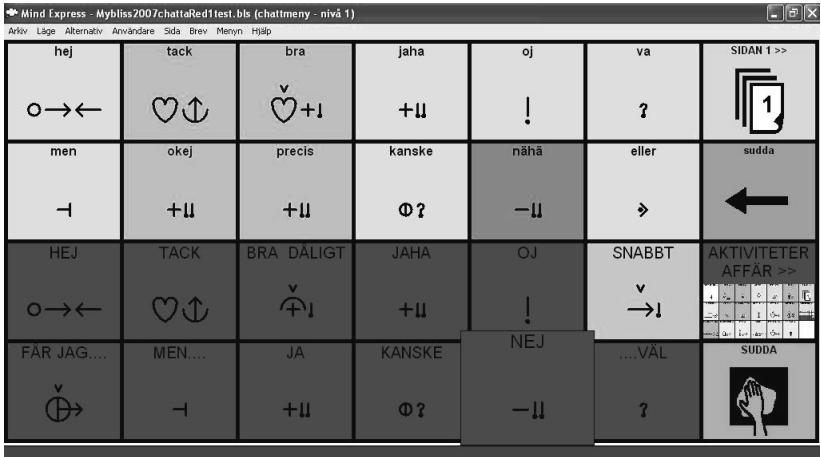 Mind Express - Mybliss2007chattaRed1test.bls (chattmeny - nivå 1)
Arkiv Läge Alternativ Användare Sida Brev Menyn Hjälp
hej tack bra jaha oj va SIDAN 1 >>
! ? 1
men okej precis kanske nähä eller sudda
?
HEJ TACK BRA DÅLIGT JAHA OJ SNABBT AKTIVITETER
AFFÄR >>
!
FÅR JAG.... MEN.... JA KANSKE NEJ ....VÄL SUDDA
? ?